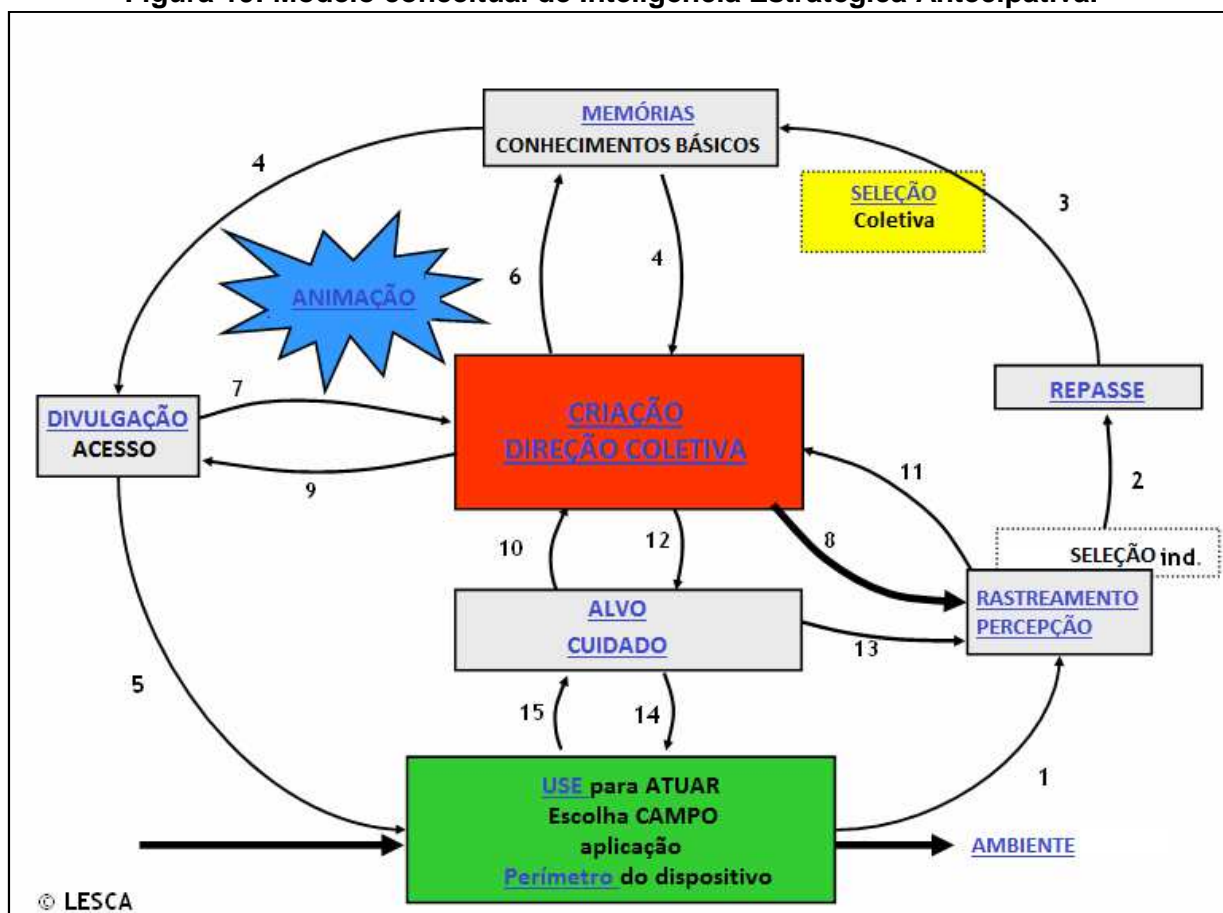 Figura Modelo conceitual de Inteligência Estratégica Antecipativa.
MEMÓRIAS
CONHECIMENTOS BÁSICOS
4
SELEÇÃO
Coletiva
3
6
4
ANIMAÇÃO
7
DIVULGAÇÃO
ACESSO
REPASSE
CRIAÇÃO
DIREÇÃO COLETIVA
9
11
2
10
12
8
SELEÇÃO ind.
RASTREAMENTO
PERCEPÇÃO
ALVO
CUIDADO
13
5
15
14
1
USE para ATUAR
Escolha CAMPO
aplicação
Perímetro do dispositivo
AMBIENTE
© LESCA